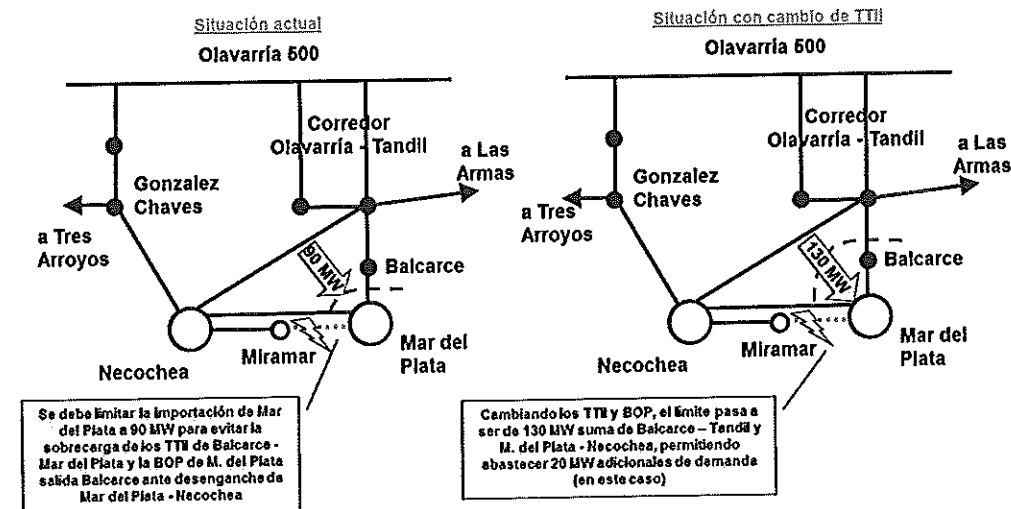 Situación actual
Olavarría 500
Corredor
Olavarría - Tandil
a Las
Armas
Gonzalez
Chaves
a Tres
Arroyos
90 MW
Balcarce
Miramar
Mar del
Plata
Necochea
Se debe limitar la importación de Mar
del Plata a 90 MW para evitar la
sobrecarga de los TTII de Balcarce -
Mar del Plata y la BOP de M. del Plata
salida Balcarce ante desenganche de
Mar del Plata - Necochea
Situación con cambio de TTII
Olavarría 500
Corredor
Olavarría - Tandil
a Las
Armas
Gonzalez
Chaves
a Tres
Arroyos
130 MW
Balcarce
Miramar
Mar del
Plata
Necochea
Cambiando los TTII y BOP, el límite pasa a
ser de 130 MW suma de Balcarce – Tandil y
M. del Plata - Necochea, permitiendo
abastecer 20 MW adicionales de demanda
(en este caso)